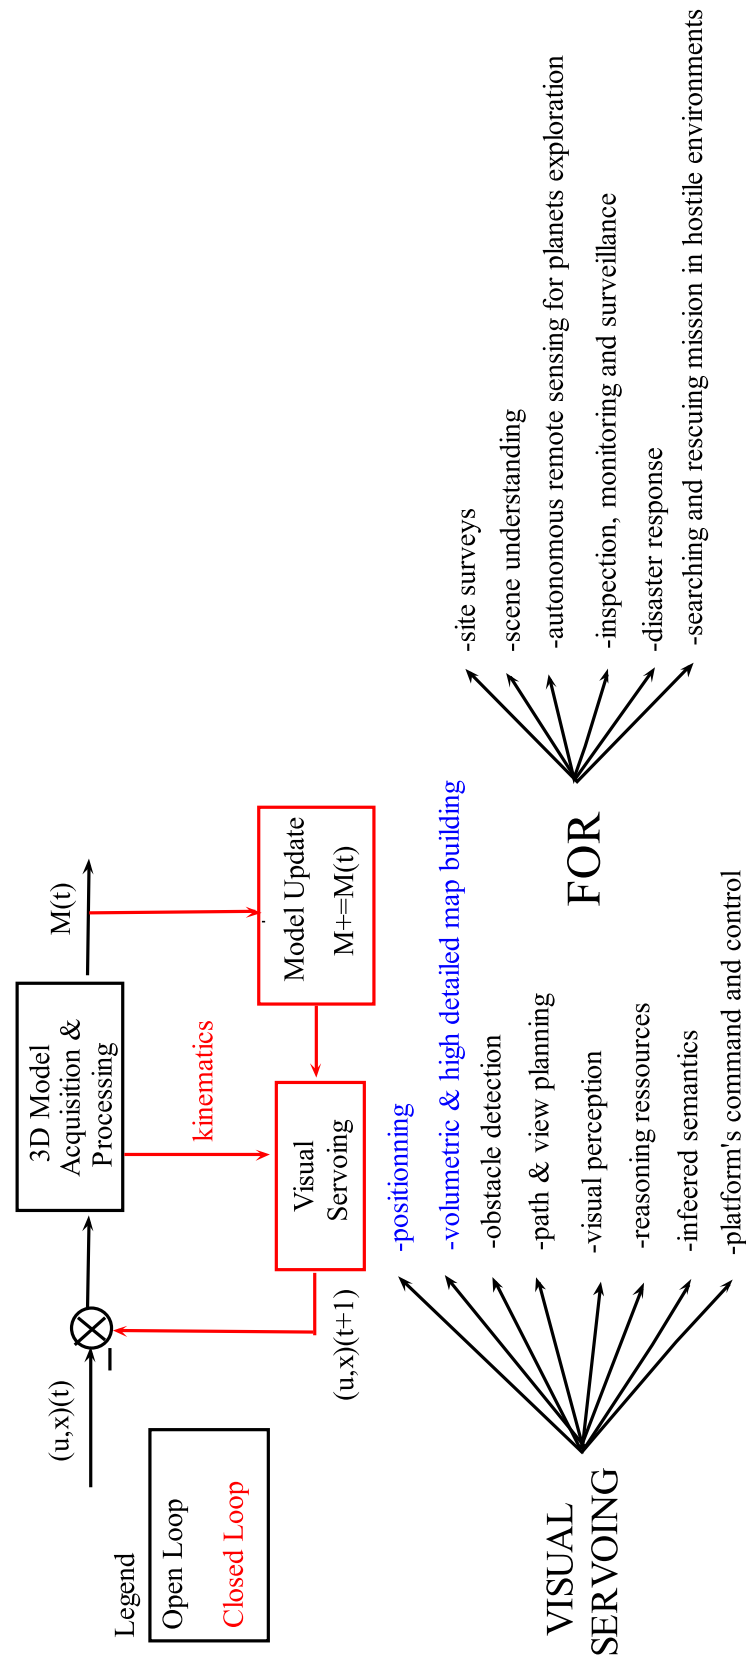 (u,x)(t)
3D Model
Acquisition &
Processing
M(t)
kinematics
Visual
Servoing
Model Update
M+=M(t)
(u,x)(t+1)
Legend
Open Loop
Closed Loop
VISUAL
SERVOING
-positionning
-volumetric & high detailed map building
-obstacle detection
-path & view planning
-visual perception
-reasoning ressources
-infeered semantics
-platform's command and control
FOR
-site surveys
-scene understanding
-autonomous remote sensing for planets exploration
-inspection, monitoring and surveillance
-disaster response
-searching and rescuing mission in hostile environments